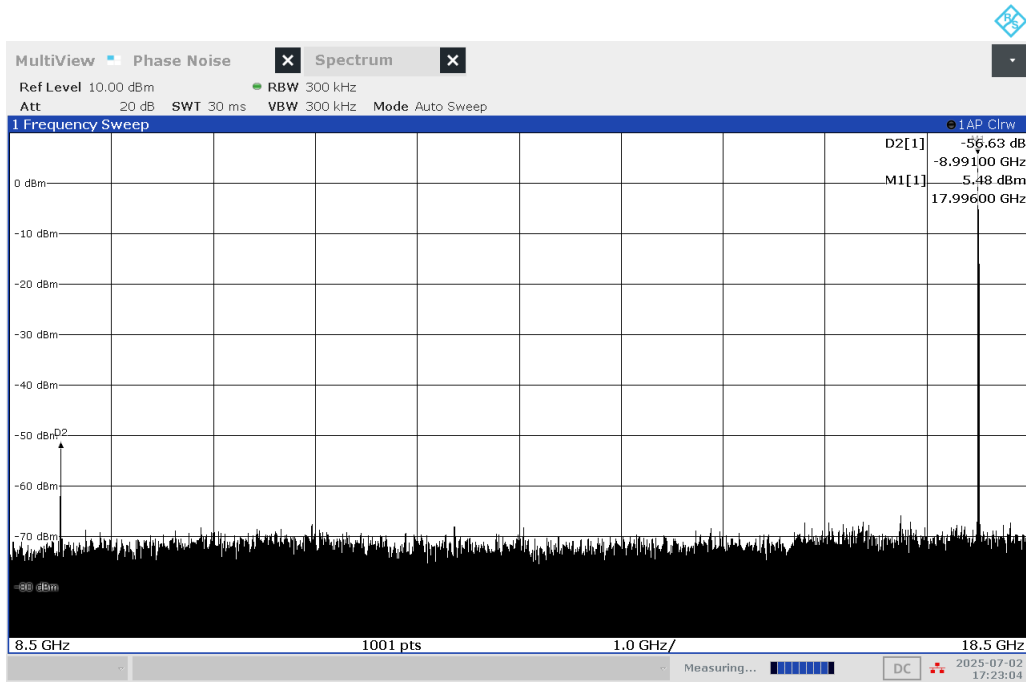 R S
MultiView Phase Noise Spectrum
Ref Level 10.00 dBm RBW 300 kHz
Att 20 dB SWT 30 ms VBW 300 kHz Mode Auto Sweep
1 Frequency Sweep 1AP Clrw
D2[1] -56.63 dB
-8.99100 GHz
M1[1] 5.48 dBm
17.99600 GHz
M1
0 dBm
-10 dBm
-20 dBm
-30 dBm
-40 dBm
-50 dBm
D2
-60 dBm
-70 dBm
-80 dBm
8.5 GHz 1001 pts 1.0 GHz/ 18.5 GHz
Measuring... DC 2025-07-02
17:23:04